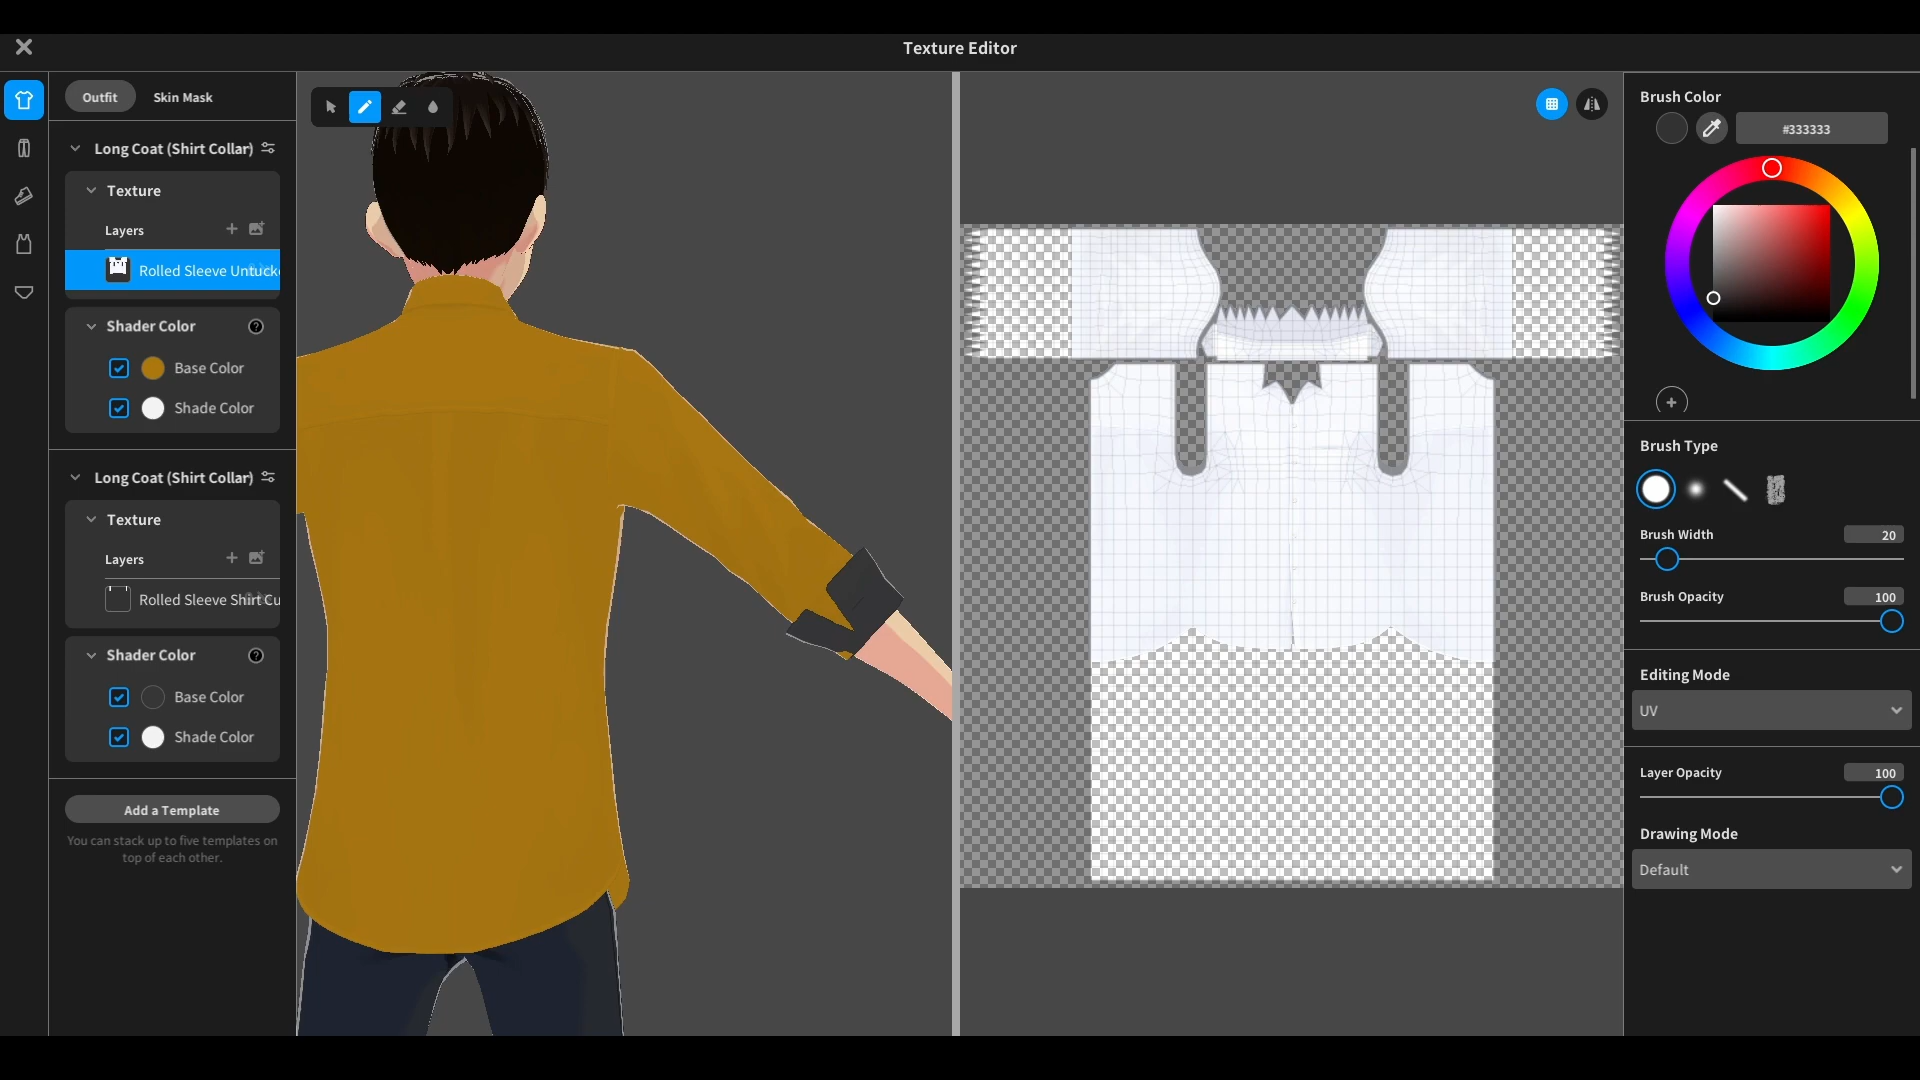 Texture Editor
Outfit
Skin Mask
Long Coat (Shirt Collar)
Texture
Layers
Rolled Sleeve Untuck
Shader Color
Base Color
Shade Color
Long Coat (Shirt Collar)
Texture
Layers
Rolled Sleeve Shirt Cu
Shader Color
Base Color
Shade Color
Add a Template
You can stack up to five templates on
top of each other.
Brush Color
#333333
Brush Type
Brush Width
20
Brush Opacity
100
Editing Mode
UV
Layer Opacity
100
Drawing Mode
Default